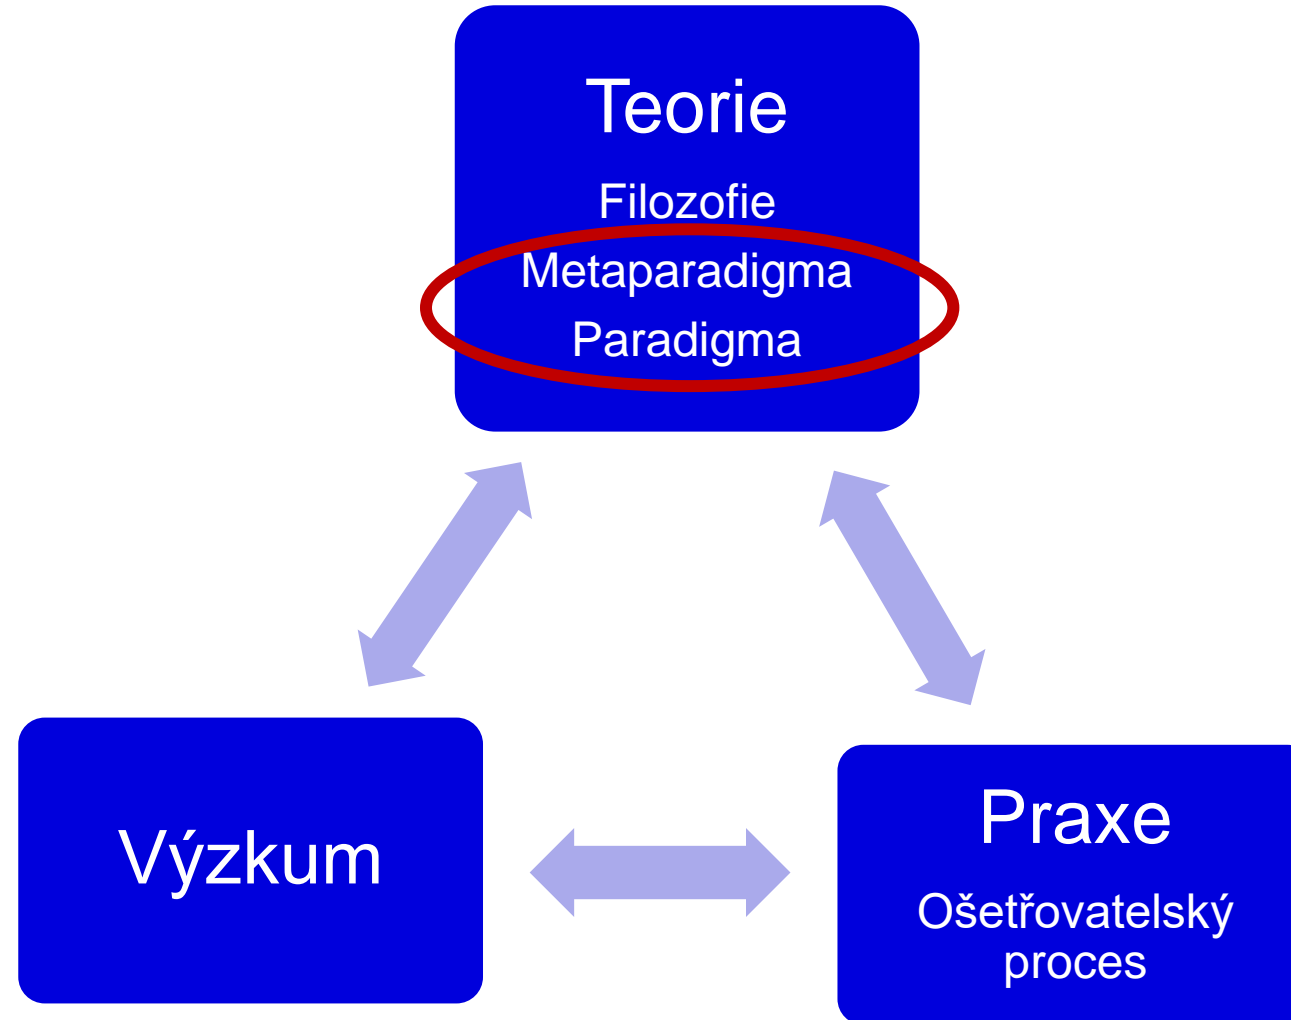 Teorie
Filozofie
Metaparadigma
Paradigma
Výzkum
Praxe
Ošetřovatelský
proces